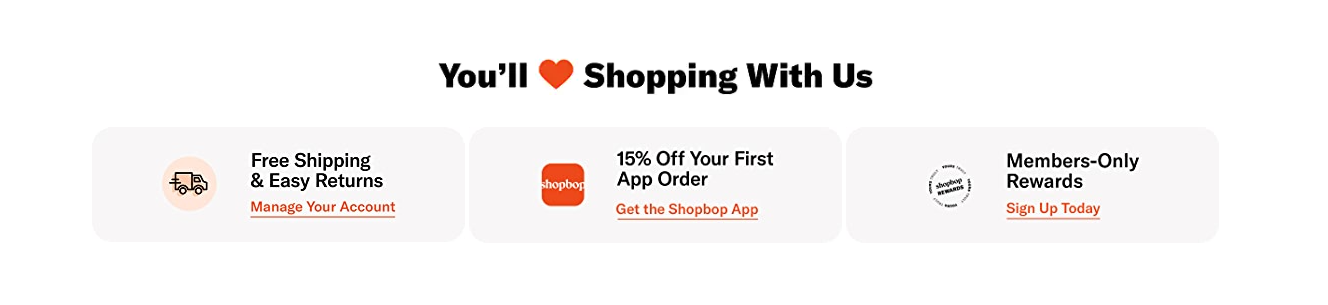 You'll ❤ Shopping With Us
Free Shipping
& Easy Returns
Manage Your Account
shopbop
15% Off Your First
App Order
Get the Shopbop App
shopbop
REWARDS
Members-Only
Rewards
Sign Up Today